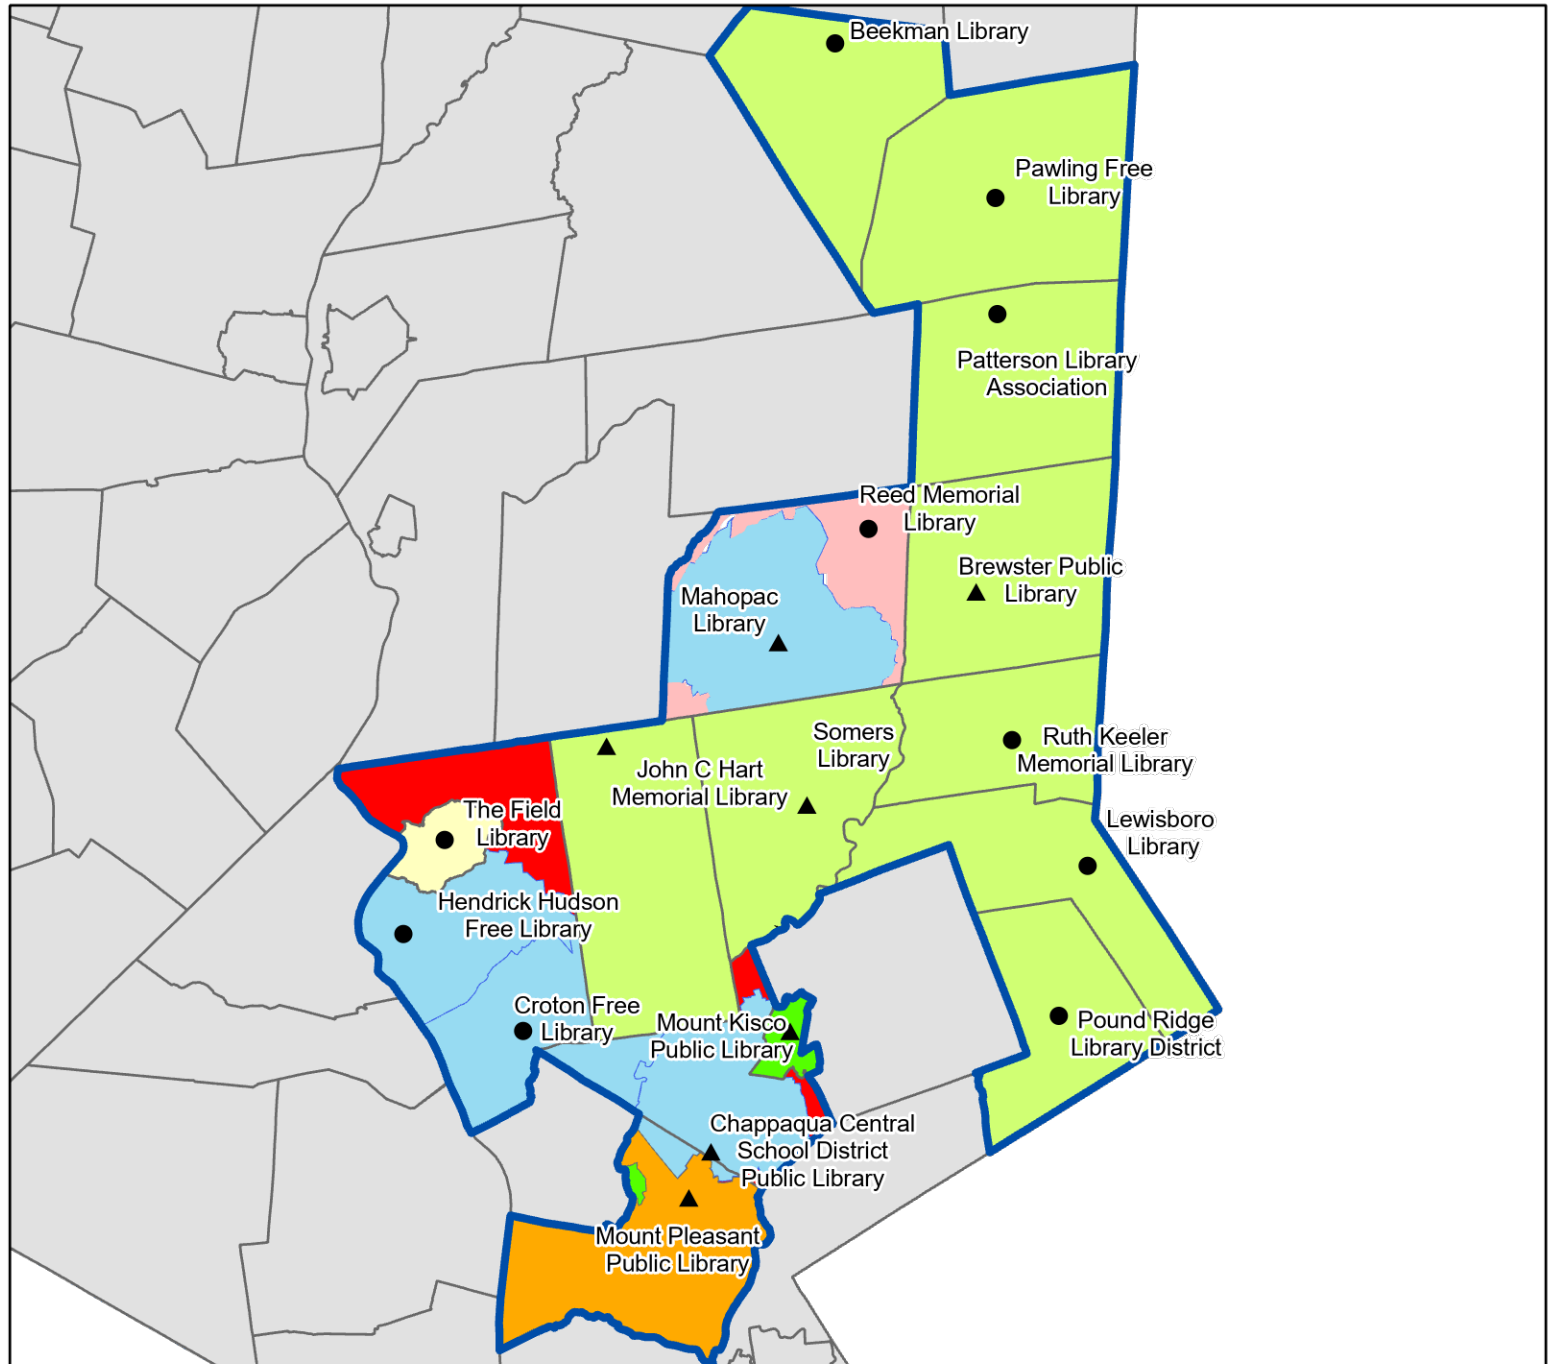 Beekman Library
Pawling Free
Library
Patterson Library
Association
Reed Memorial
Library
Brewster Public
Library
Mahopac
Library
Somers
Library
Ruth Keeler
Memorial Library
John C Hart
Memorial Library
The Field
Library
Lewisboro
Library
Hendrick Hudson
Free Library
Croton Free
Library
Mount Kisco
Public Library
Pound Ridge
Library District
Chappaqua Central
School District
Public Library
Mount Pleasant
Public Library